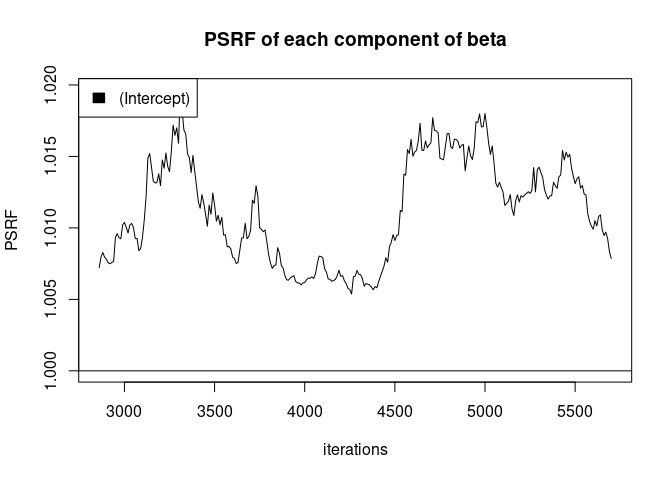 PSRF of each component of beta
(Intercept)
PSRF
1.020
1.015
1.010
1.005
1.000
3000 3500 4000 4500 5000 5500
iterations